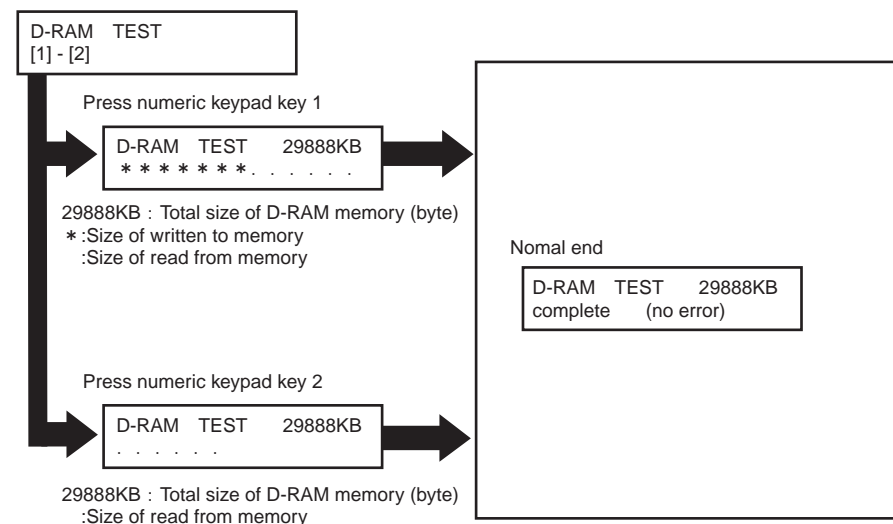 D-RAM TEST
[1] - [2]
Press numeric keypad key 1
D-RAM TEST 29888KB
*******. . . . . .
29888KB : Total size of D-RAM memory (byte)
* :Size of written to memory
:Size of read from memory
Press numeric keypad key 2
D-RAM TEST 29888KB
. . . . . .
29888KB : Total size of D-RAM memory (byte)
:Size of read from memory
Nomal end
D-RAM TEST 29888KB
complete (no error)